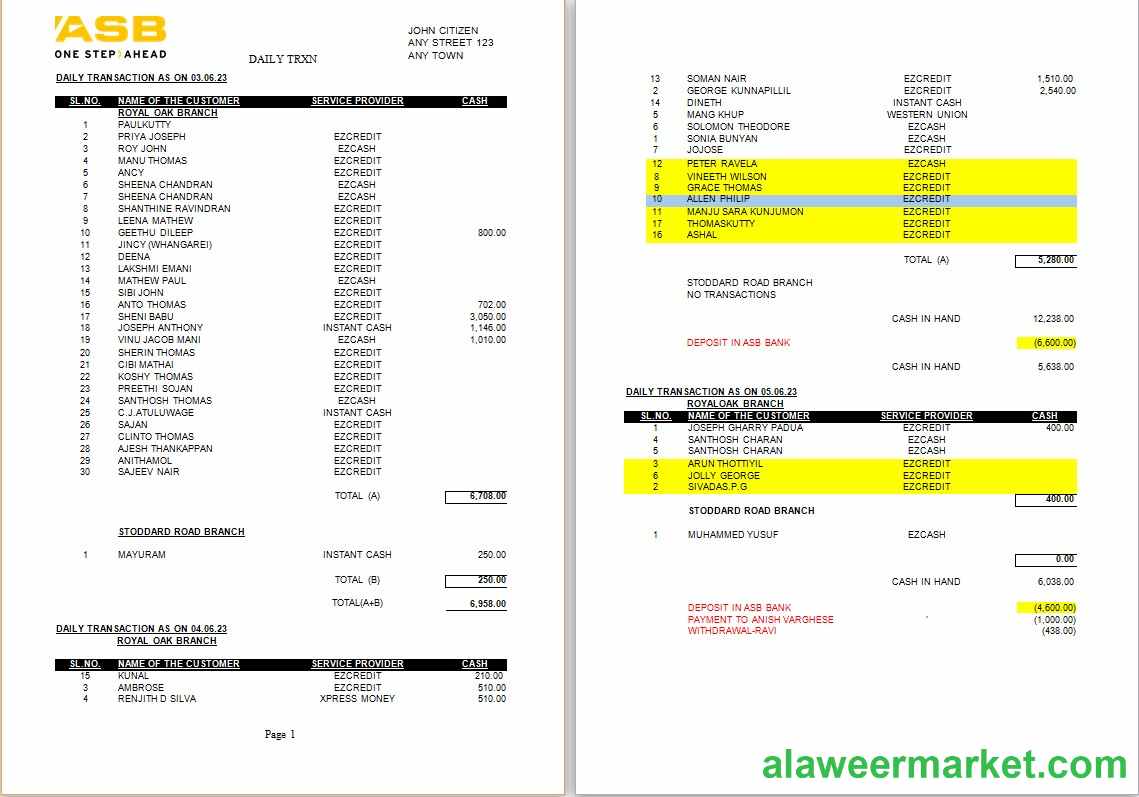 ASB
ONE STEP AHEAD
JOHN CITIZEN
ANY STREET 123
ANY TOWN
DAILY TRXN
DAILY TRANSACTION AS ON 03.06.23
SL.NO. NAME OF THE CUSTOMER SERVICE PROVIDER CASH
ROYAL OAK BRANCH
1 PAULKUTTY
2 PRIYA JOSEPH EZCREDIT
3 ROY JOHN EZCASH
4 MANU THOMAS EZCREDIT
5 ANCY EZCREDIT
6 SHEENA CHANDRAN EZCASH
7 SHEENA CHANDRAN EZCASH
8 SHANTHINE RAVINDRAN EZCREDIT
9 LEENA MATHEW EZCREDIT
10 GEETHU DILEEP EZCREDIT 800.00
11 JINCY (WHANGAREI) EZCREDIT
12 DEENA EZCREDIT
13 LAKSHMI EMANI EZCREDIT
14 MATHEW PAUL EZCASH
15 SIBI JOHN EZCREDIT
16 ANTO THOMAS EZCREDIT 702.00
17 SHENI BABU EZCREDIT 3,050.00
18 JOSEPH ANTHONY INSTANT CASH 1,146.00
19 VINU JACOB MANI EZCASH 1,010.00
20 SHERIN THOMAS EZCREDIT
21 CIBI MATHAI EZCREDIT
22 KOSHY THOMAS EZCREDIT
23 PREETHI SOJAN EZCREDIT
24 SANTHOSH THOMAS EZCASH
25 C.J.ATULUWAGE INSTANT CASH
26 SAJAN EZCREDIT
27 CLINTO THOMAS EZCREDIT
28 AJESH THANKAPPAN EZCREDIT
29 ANITHAMOL EZCREDIT
30 SAJEEV NAIR EZCREDIT
TOTAL (A) 6,708.00
STODDARD ROAD BRANCH
1 MAYURAM INSTANT CASH 250.00
TOTAL (B) 250.00
TOTAL(A+B) 6,958.00
DAILY TRANSACTION AS ON 04.06.23
ROYAL OAK BRANCH
SL.NO. NAME OF THE CUSTOMER SERVICE PROVIDER CASH
15 KUNAL EZCREDIT 210.00
3 AMBROSE EZCREDIT 510.00
4 RENJITH D SILVA XPRESS MONEY 510.00
Page 1
13 SOMAN NAIR EZCREDIT 1,510.00
2 GEORGE KUNNAPILLIL EZCREDIT 2,540.00
14 DINETH INSTANT CASH
5 MANG KHUP WESTERN UNION
6 SOLOMON THEODORE EZCASH
1 SONIA BUNYAN EZCASH
7 JOJOSE EZCREDIT
12 PETER RAVELA EZCASH
8 VINEETH WILSON EZCREDIT
9 GRACE THOMAS EZCREDIT
10 ALLEN PHILIP EZCREDIT
11 MANJU SARA KUNJUMON EZCREDIT
17 THOMASKUTTY EZCREDIT
16 ASHAL EZCREDIT
TOTAL (A) 5,280.00
STODDARD ROAD BRANCH
NO TRANSACTIONS
CASH IN HAND 12,238.00
DEPOSIT IN ASB BANK (6,600.00)
CASH IN HAND 5,638.00
DAILY TRANSACTION AS ON 05.06.23
ROYALOAK BRANCH
SL.NO. NAME OF THE CUSTOMER SERVICE PROVIDER CASH
1 JOSEPH GHARRY PADUA EZCREDIT 400.00
4 SANTHOSH CHARAN EZCASH
5 SANTHOSH CHARAN EZCASH
3 ARUN THOTTIYIL EZCREDIT
6 JOLLY GEORGE EZCREDIT
2 SIVADAS.P.G EZCREDIT
400.00
STODDARD ROAD BRANCH
1 MUHAMMED YUSUF EZCASH
0.00
CASH IN HAND 6,038.00
DEPOSIT IN ASB BANK (4,600.00)
PAYMENT TO ANISH VARGHESE (1,000.00)
WITHDRAWAL-RAVI (438.00)
alaweermarket.com